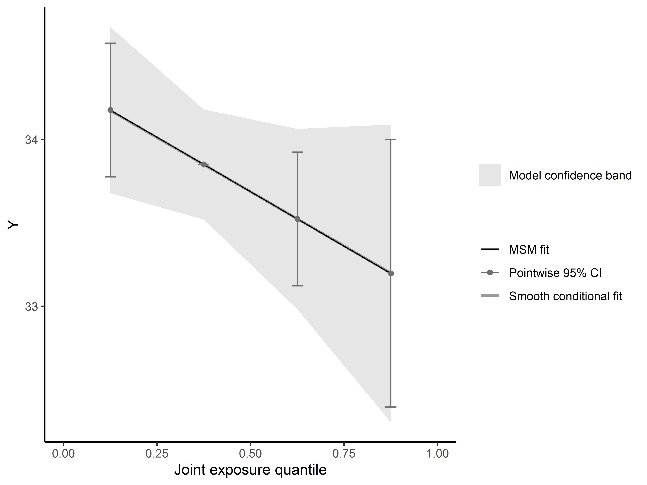 34
33
Y
0.00 0.25 0.50 0.75 1.00
Joint exposure quantile
Model confidence band
MSM fit
Pointwise 95% CI
Smooth conditional fit